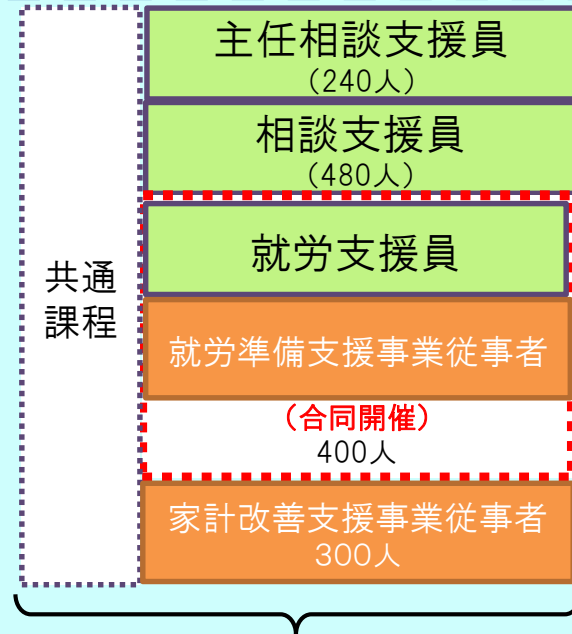 共通
課程
主任相談支援員
(240人)
相談支援員
(480人)
就労支援員
就労準備支援事業従事者
(合同開催)
400人
家計改善支援事業従事者
300人